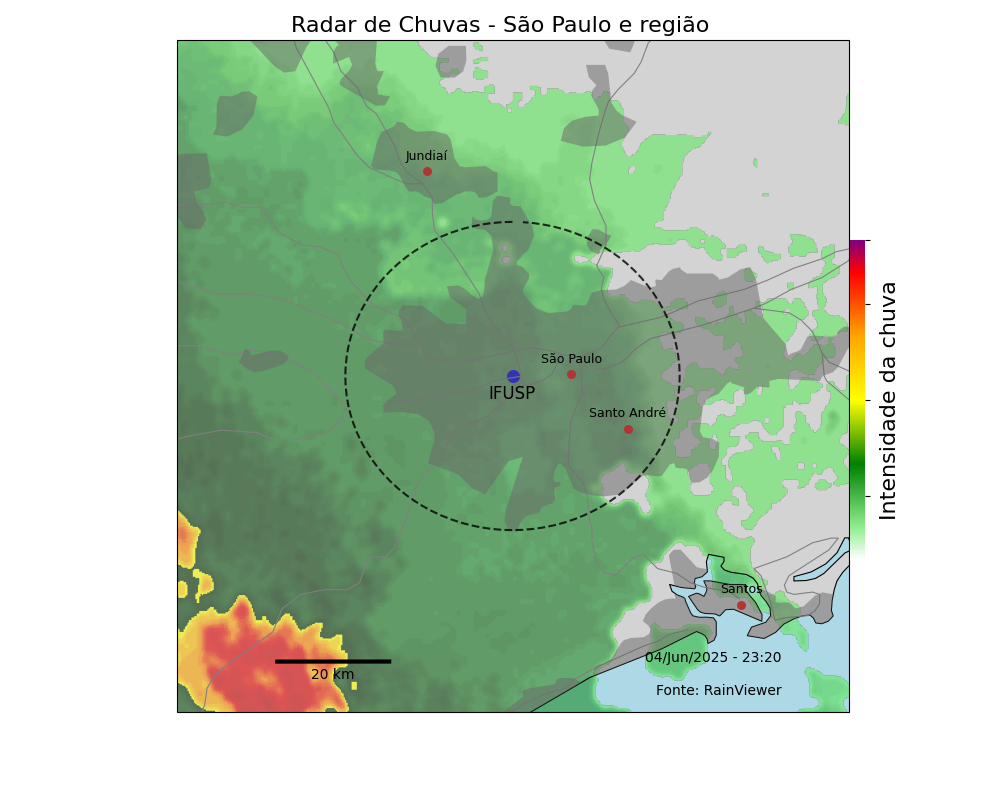 Radar de Chuvas - São Paulo e região
Jundiaí
São Paulo
IFUSP
Santo André
Santos
04/Jun/2025 - 23:20
20 km
Fonte: RainViewer
Intensidade da chuva